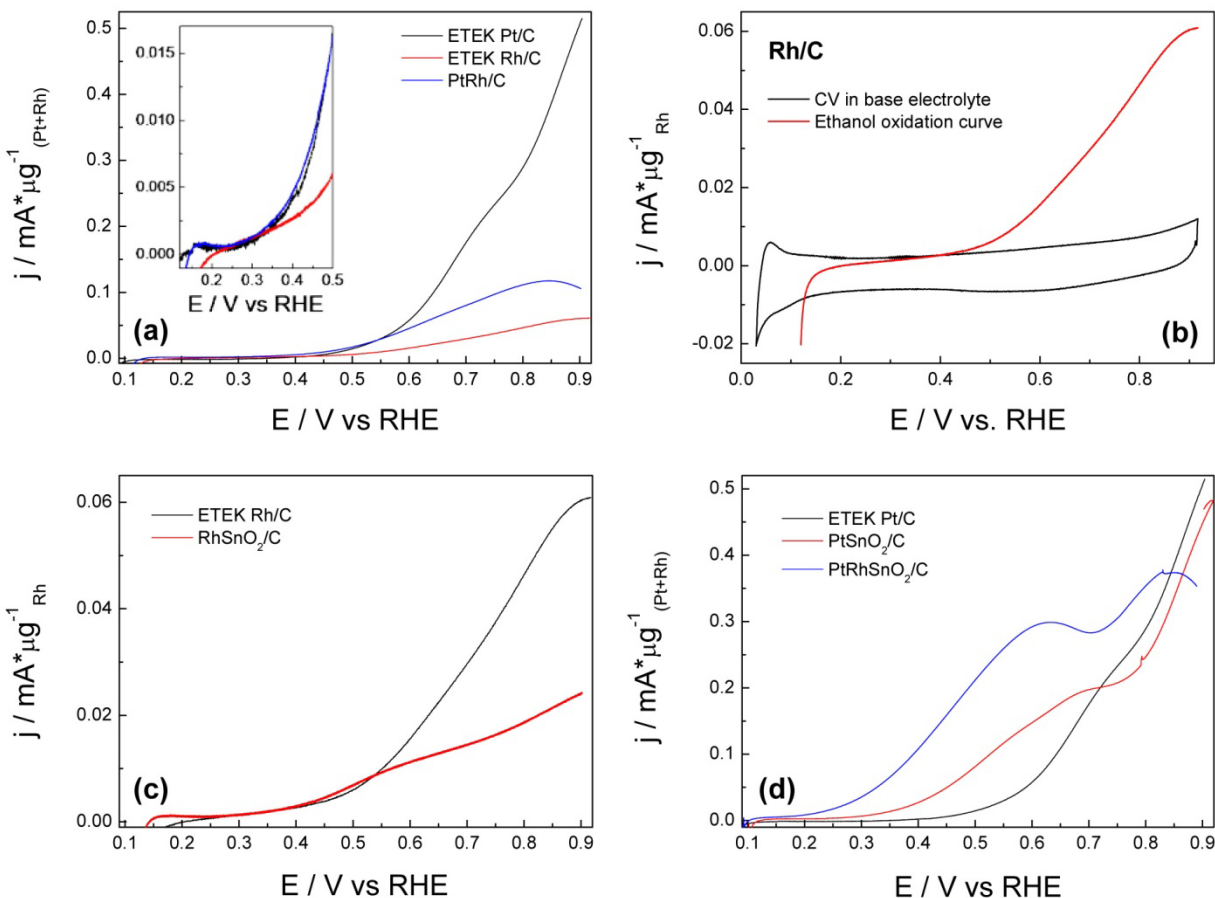 j / mA*μg⁻¹ (Pt+Rh)
0.5
0.4
0.3
0.2
0.1
0.0
0.015
0.010
0.005
0.000
0.2 0.3 0.4 0.5
E / V vs RHE
ETEK Pt/C
ETEK Rh/C
PtRh/C
(a)
0.1 0.2 0.3 0.4 0.5 0.6 0.7 0.8 0.9
E / V vs RHE
j / mA*μg⁻¹ Rh
0.06
0.04
0.02
0.00
-0.02
Rh/C
CV in base electrolyte
Ethanol oxidation curve
(b)
0.0 0.2 0.4 0.6 0.8
E / V vs. RHE
j / mA*μg⁻¹ Rh
0.06
0.04
0.02
0.00
ETEK Rh/C
RhSnO₂/C
(c)
0.1 0.2 0.3 0.4 0.5 0.6 0.7 0.8 0.9
E / V vs RHE
j / mA*μg⁻¹ (Pt+Rh)
0.5
0.4
0.3
0.2
0.1
0.0
ETEK Pt/C
PtSnO₂/C
PtRhSnO₂/C
(d)
0.1 0.2 0.3 0.4 0.5 0.6 0.7 0.8 0.9
E / V vs RHE